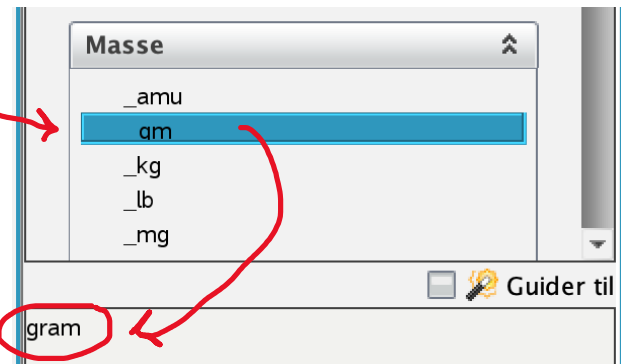 Masse
_amu
_gm
_kg
_lb
_mg
Guider til
gram